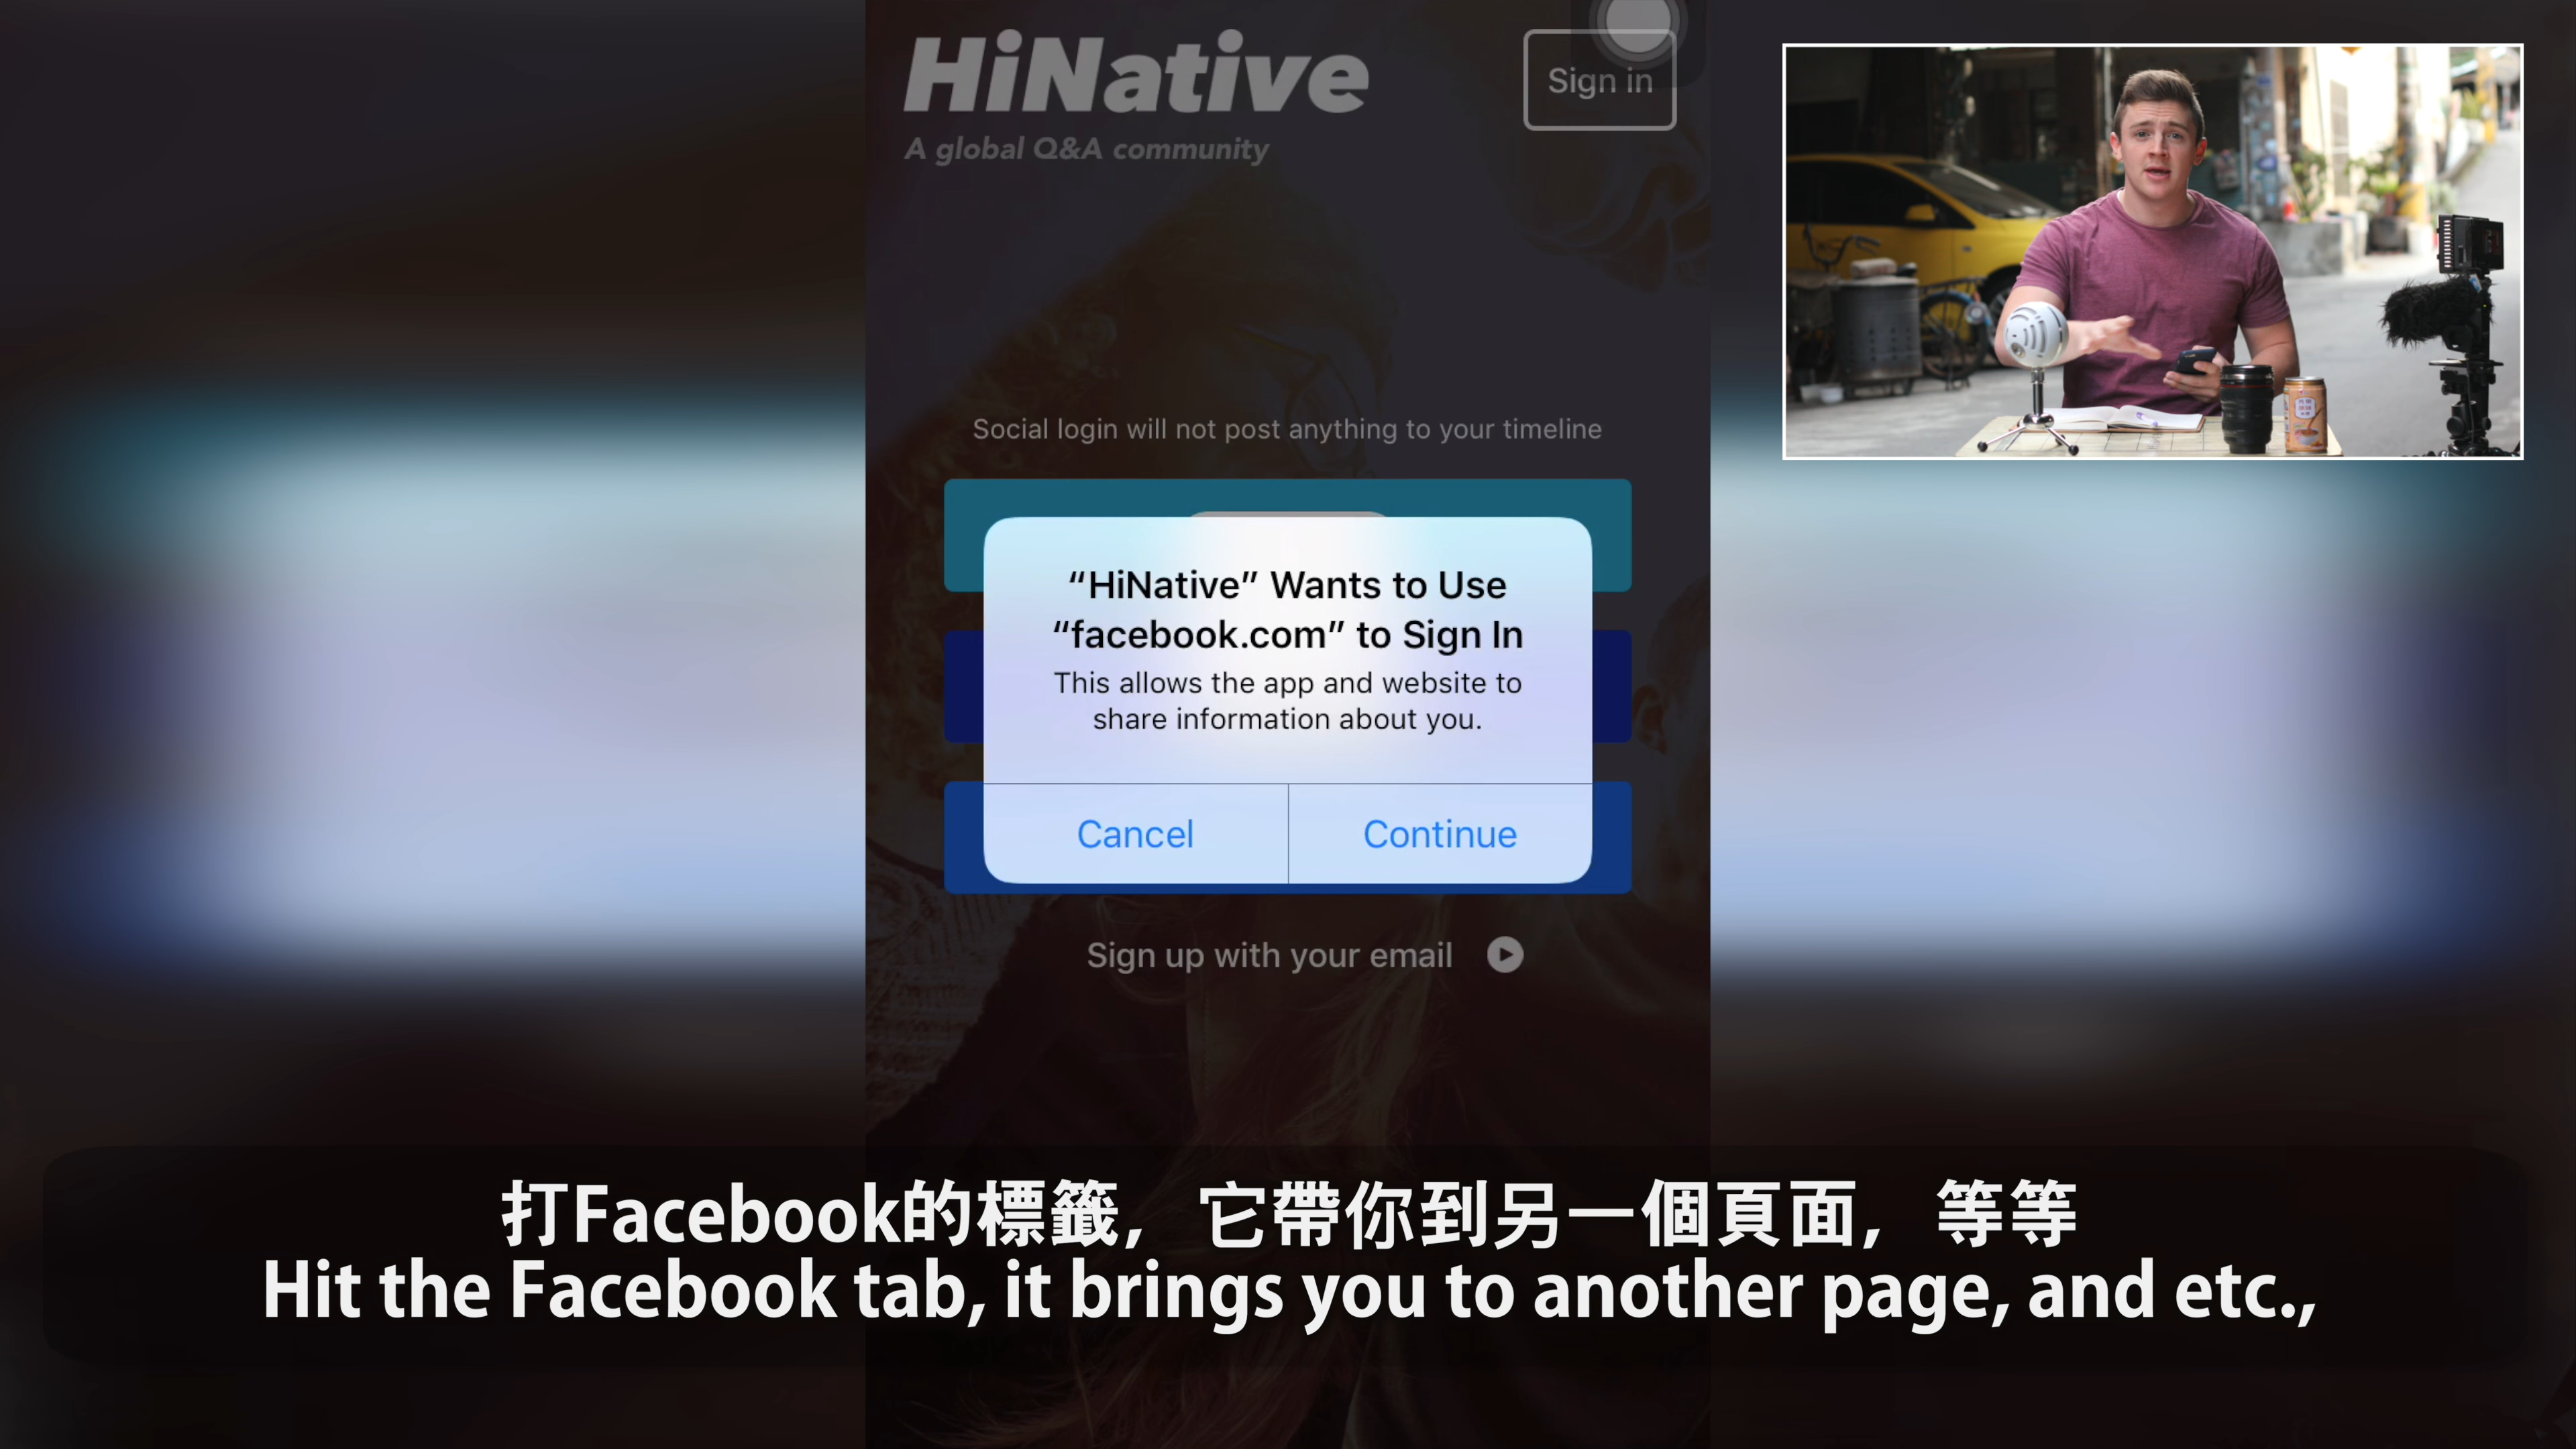 HiNative
Sign in
A global Q&A community
Social login will not post anything to your timeline
“HiNative” Wants to Use
“facebook.com” to Sign In
This allows the app and website to
share information about you.
Cancel
Continue
Sign up with your email
打Facebook的標籤，它帶你到另一個頁面，等等
Hit the Facebook tab, it brings you to another page, and etc.,